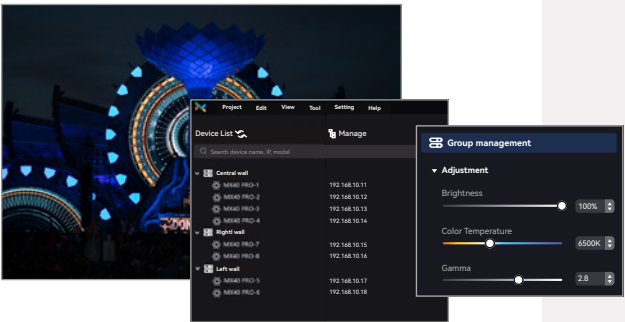 Project Edit View Tool Setting Help
Device List Manage
Search device name, IP, model
Central wall
MX40 PRO-1 192.168.10.11
MX40 PRO-2 192.168.10.12
MX40 PRO-3 192.168.10.13
MX40 PRO-4 192.168.10.14
Rightl wall
MX40 PRO-7 192.168.10.15
MX40 PRO-8 192.168.10.16
Left wall
MX40 PRO-5 192.168.10.17
MX40 PRO-6 192.168.10.18
Group management
Adjustment
Brightness
100%
Color Temperature
6500K
Gamma
2.8